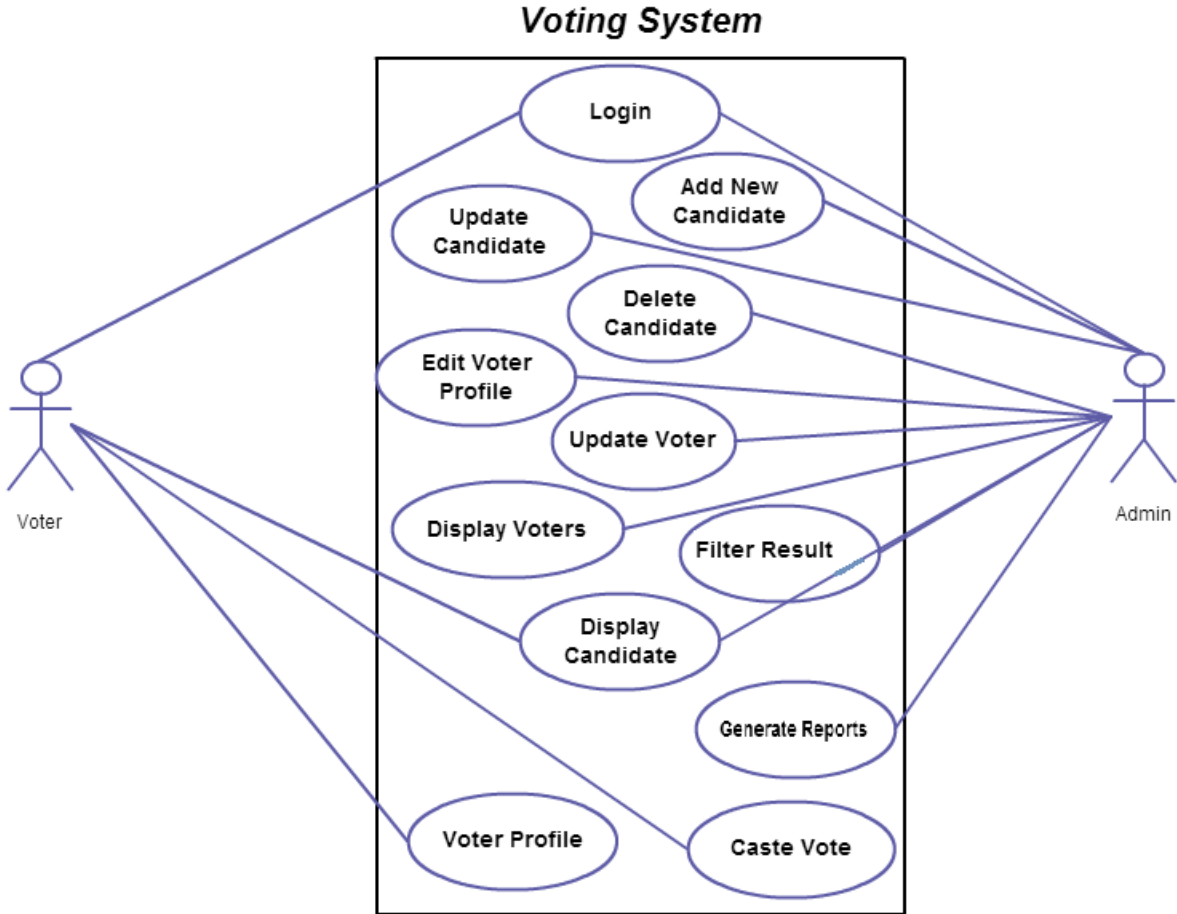 Voting System
Login
Add New
Candidate
Update
Candidate
Delete
Candidate
Edit Voter
Profile
Update Voter
Voter
Admin
Display Voters
Filter Result
Display
Candidate
Generate Reports
Voter Profile
Caste Vote